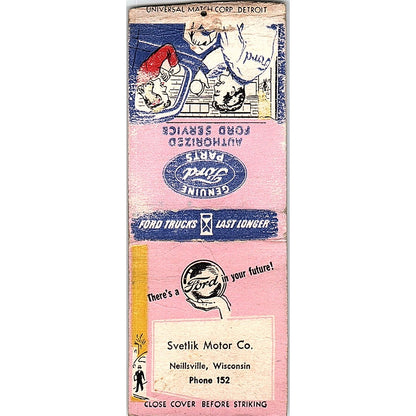 UNIVERSAL MATCH CORP. DETROIT
Ford
GENUINE
Ford
PARTS
AUTHORIZED
FORD SERVICE
FORD TRUCKS LAST LONGER
There's a Ford in your future!
Svetlik Motor Co.
Neillsville, Wisconsin
Phone 152
CLOSE COVER BEFORE STRIKING